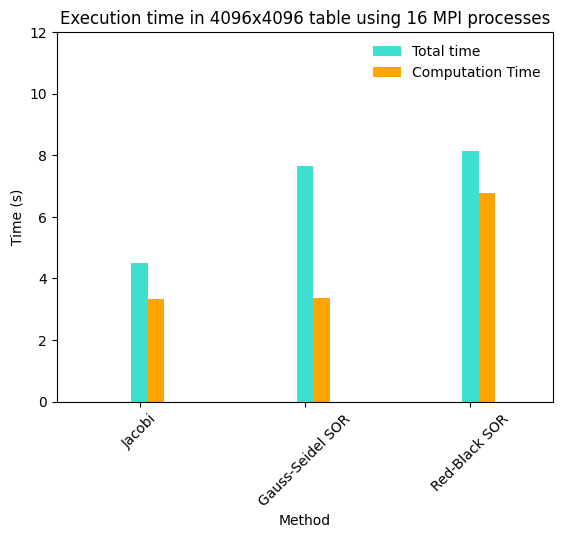 Execution time in 4096x4096 table using 16 MPI processes
Total time
Computation Time
12
10
8
6
4
2
0
Time (s)
Jacobi
Gauss-Seidel SOR
Red-Black SOR
Method